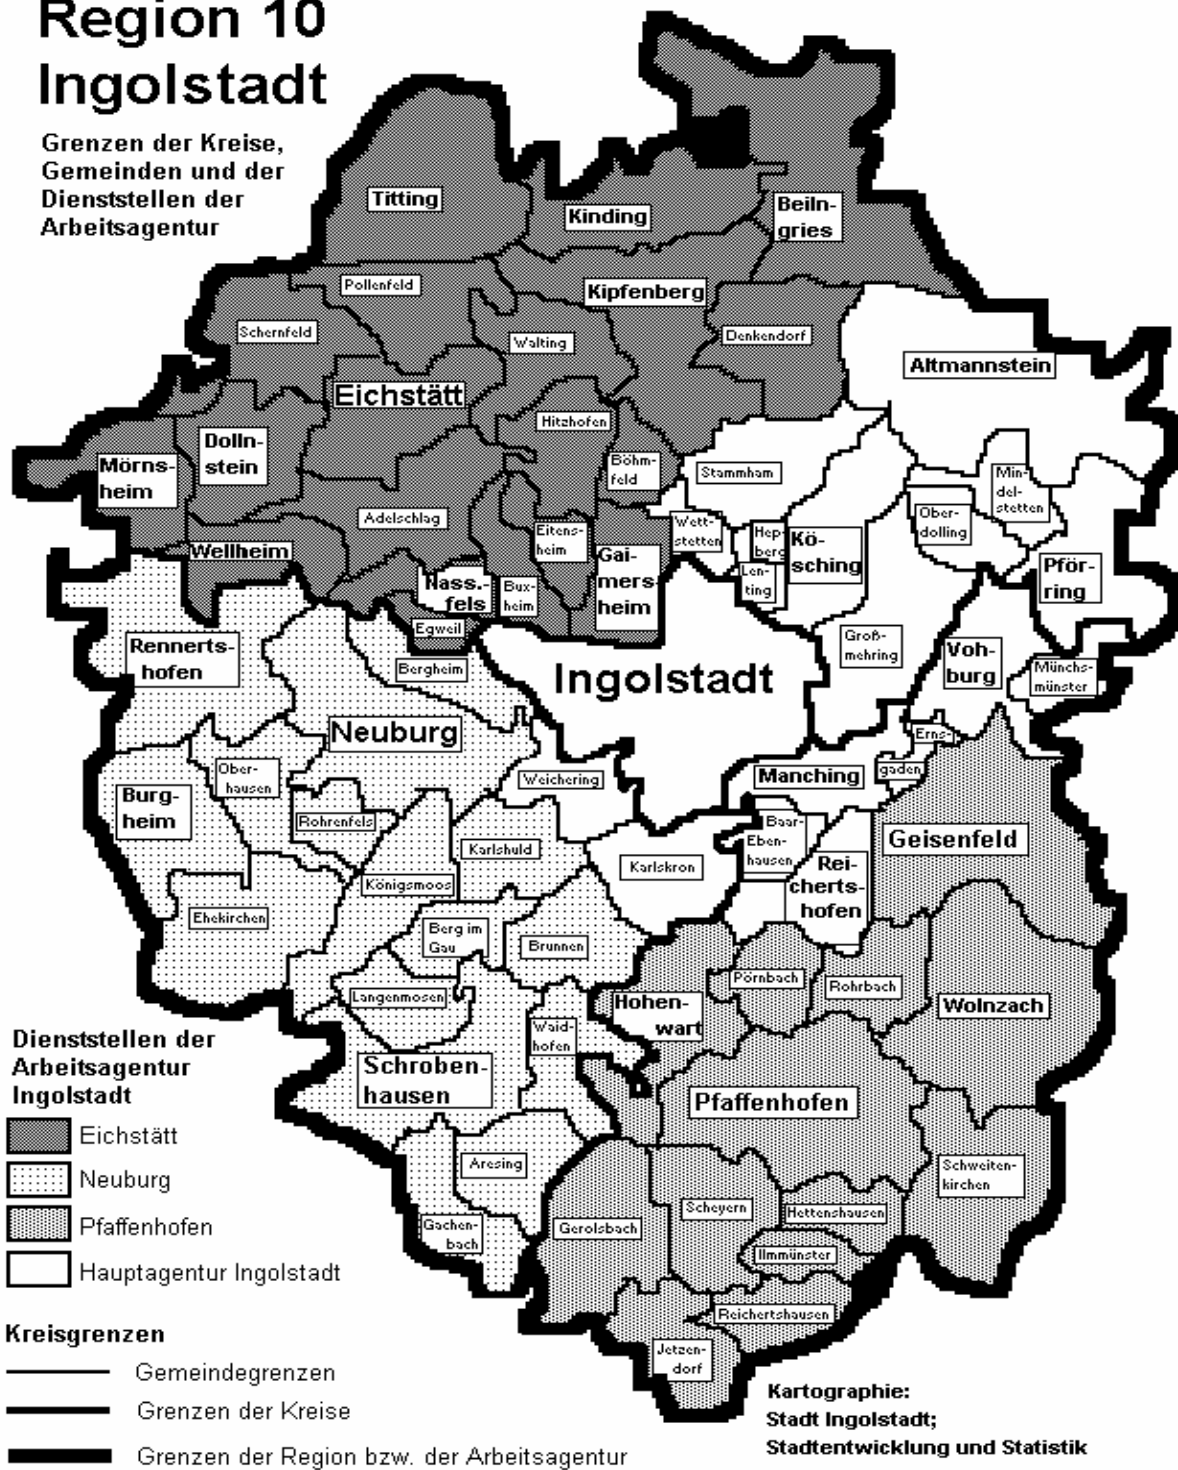 Region 10
Ingolstadt
Grenzen der Kreise,
Gemeinden und der
Dienststellen der
Arbeitsagentur
Titting
Kinding
Beiln-
gries
Pollenfeld
Kipfenberg
Schernfeld
Walting
Denkendorf
Altmannstein
Eichstätt
Hitzhofen
Dolln-
stein
Mörns-
heim
Böhm-
feld
Stammham
Min-
del-
stetten
Adelschlag
Eitens-
heim
Wett-
stetten
Hep-
berg
Kö-
sching
Ober-
dolling
Wellheim
Gai-
mers-
heim
Len-
ting
Pför-
ring
Nass.-
fels
Bux-
heim
Egweil
Rennerts-
hofen
Bergheim
Ingolstadt
Groß-
mehring
Voh-
burg
Münchs-
münster
Neuburg
Erns-
gaden
Ober-
hausen
Weichering
Manching
Burg-
heim
Rohrenfels
Karlshuld
Baar-
Eben-
hausen
Geisenfeld
Karlskron
Rei-
cherts-
hofen
Königsmoos
Ehekirchen
Berg im
Gau
Brunnen
Pörnbach
Rohrbach
Langenmosen
Hohen-
wart
Wolnzach
Waid-
hofen
Schroben-
hausen
Pfaffenhofen
Aresing
Schweiten-
kirchen
Scheyern
Hettenshausen
Gachen-
bach
Gerolsbach
Ilmmünster
Reichertshausen
Jetzen-
dorf
Dienststellen der
Arbeitsagentur
Ingolstadt
Eichstätt
Neuburg
Pfaffenhofen
Hauptagentur Ingolstadt
Kreisgrenzen
Gemeindegrenzen
Grenzen der Kreise
Grenzen der Region bzw. der Arbeitsagentur
Kartographie:
Stadt Ingolstadt;
Stadtentwicklung und Statistik